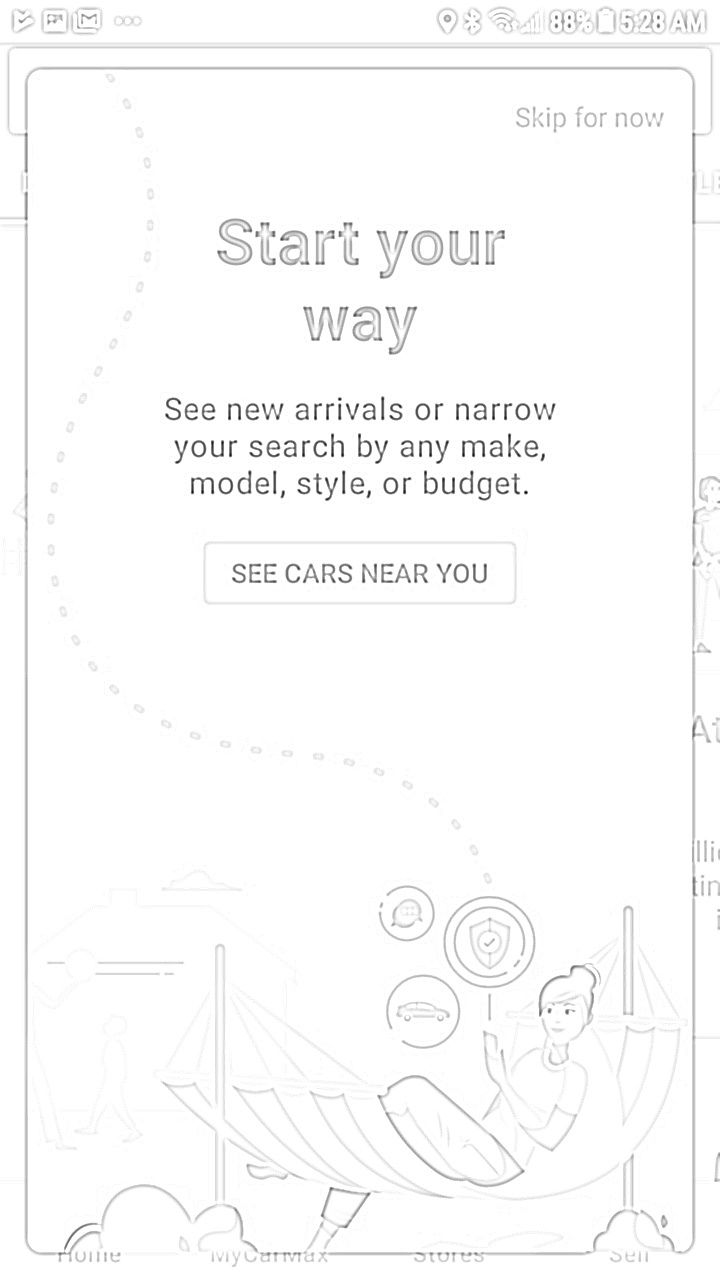 88% 5:28 AM
Skip for now
Start your
way
See new arrivals or narrow
your search by any make,
model, style, or budget.
SEE CARS NEAR YOU
At
Home MyCarMax Stores Sell